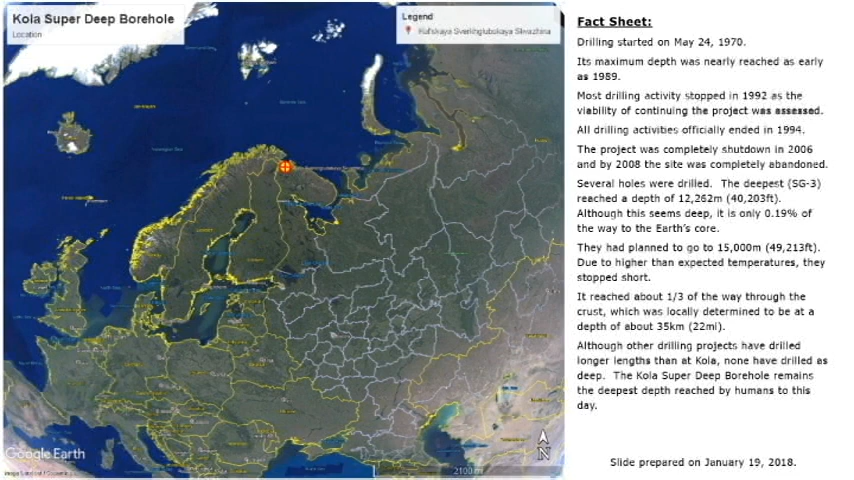 Kola Super Deep Borehole
Location
Legend
Kol'skaya Sverkhglubokaya Skvazhina
Google Earth
2100 mi
N
Fact Sheet:
Drilling started on May 24, 1970.
Its maximum depth was nearly reached as early
as 1989.
Most drilling activity stopped in 1992 as the
viability of continuing the project was assessed.
All drilling activities officially ended in 1994.
The project was completely shutdown in 2006
and by 2008 the site was completely abandoned.
Several holes were drilled. The deepest (SG-3)
reached a depth of 12,262m (40,203ft).
Although this seems deep, it is only 0.19% of
the way to the Earth's core.
They had planned to go to 15,000m (49,213ft).
Due to higher than expected temperatures, they
stopped short.
It reached about 1/3 of the way through the
crust, which was locally determined to be at a
depth of about 35km (22mi).
Although other drilling projects have drilled
longer lengths than at Kola, none have drilled as
deep. The Kola Super Deep Borehole remains
the deepest depth reached by humans to this
day.
Slide prepared on January 19, 2018.